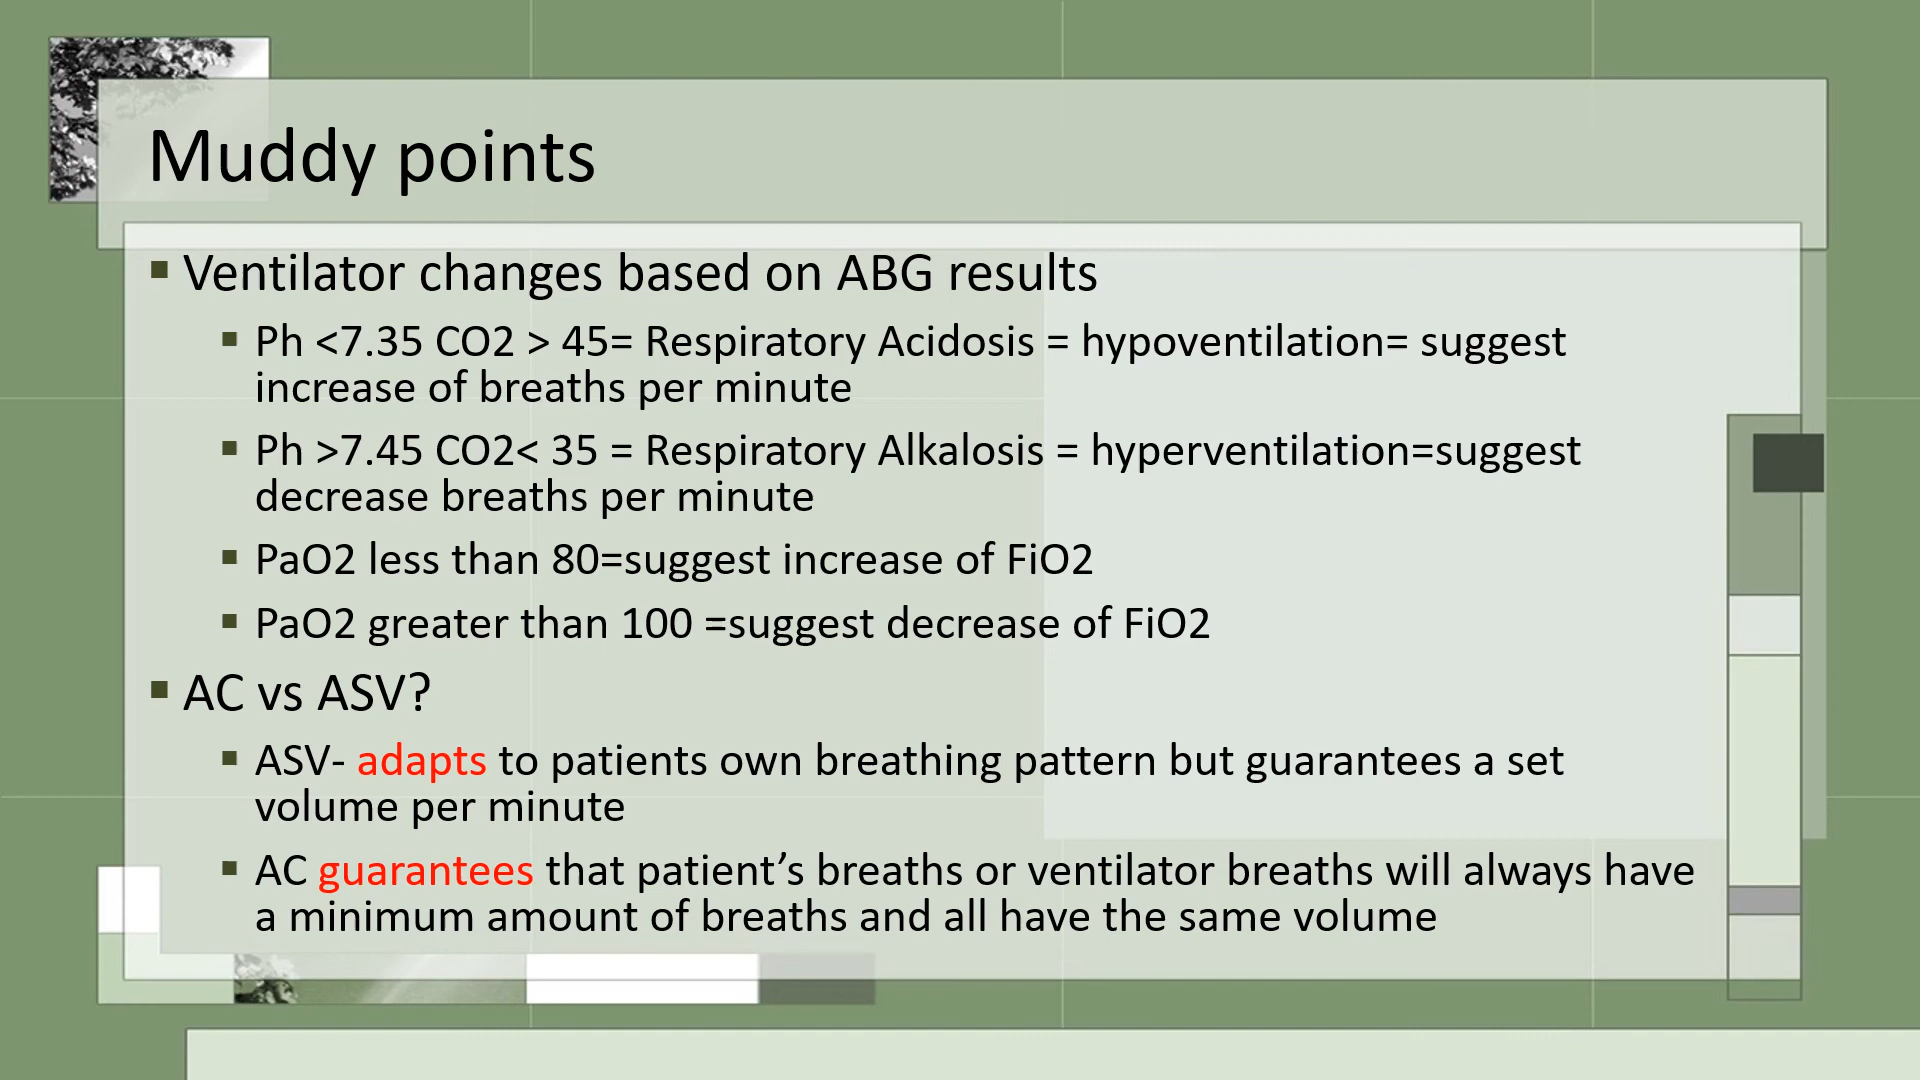 Muddy points
▪ Ventilator changes based on ABG results
▪ Ph <7.35 CO2 > 45= Respiratory Acidosis = hypoventilation= suggest
increase of breaths per minute
▪ Ph >7.45 CO2< 35 = Respiratory Alkalosis = hyperventilation=suggest
decrease breaths per minute
▪ PaO2 less than 80=suggest increase of FiO2
▪ PaO2 greater than 100 =suggest decrease of FiO2
▪ AC vs ASV?
▪ ASV- adapts to patients own breathing pattern but guarantees a set
volume per minute
▪ AC guarantees that patient’s breaths or ventilator breaths will always have
a minimum amount of breaths and all have the same volume